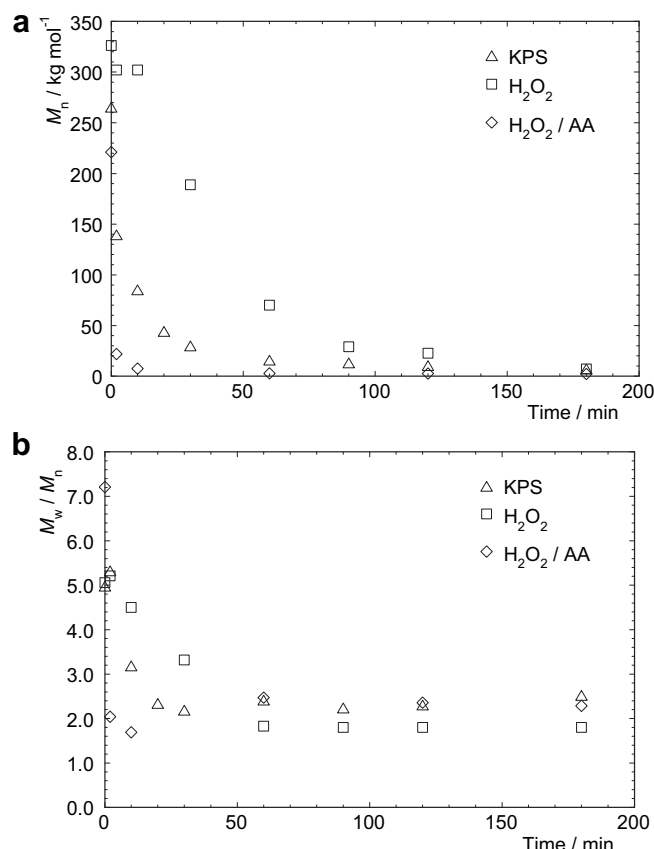 a
350
300
250
200
150
100
50
0
M_n / kg mol⁻¹
KPS
H₂O₂
H₂O₂ / AA
0
50
100
150
200
Time / min
b
8.0
7.0
6.0
5.0
4.0
3.0
2.0
1.0
0.0
M_w / M_n
KPS
H₂O₂
H₂O₂ / AA
0
50
100
150
200
Time / min